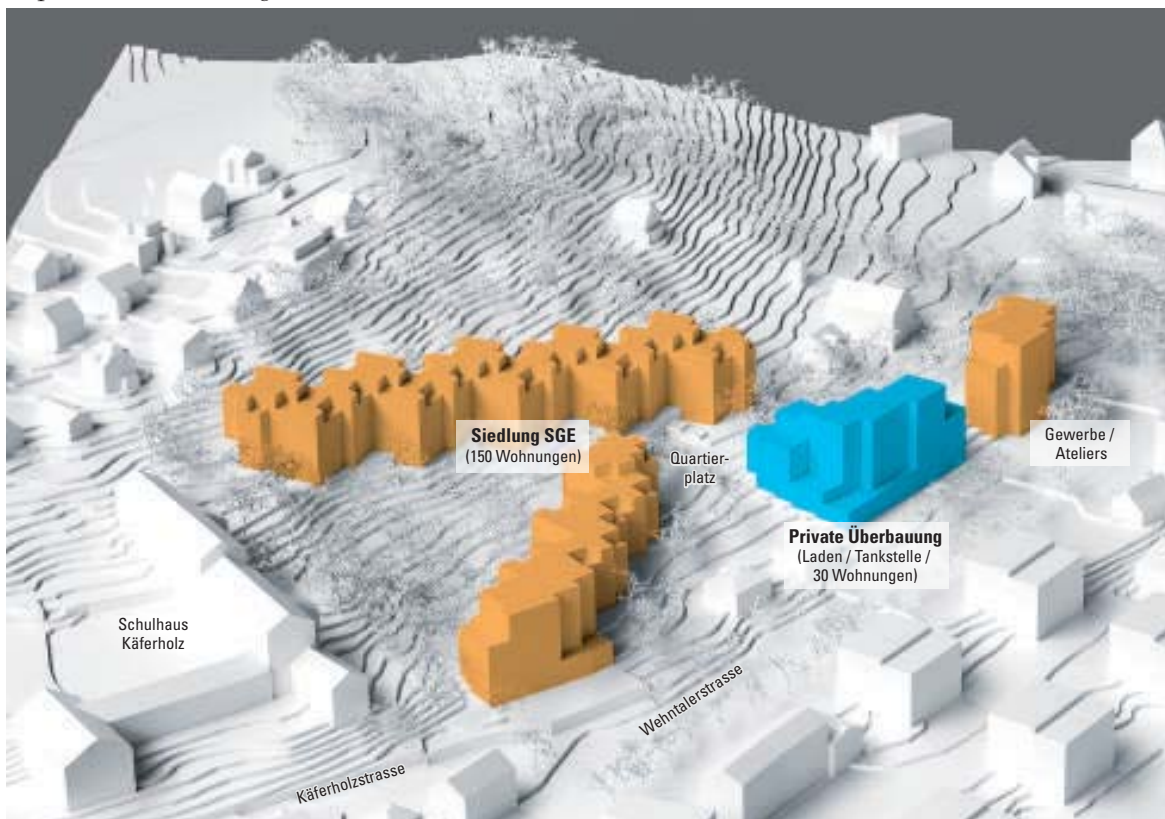 Siedlung SGE
(150 Wohnungen)
Quartier-
platz
Gewerbe /
Ateliers
Private Überbauung
(Laden / Tankstelle /
30 Wohnungen)
Schulhaus
Käferholz
Wehntalerstrasse
Käferholzstrasse